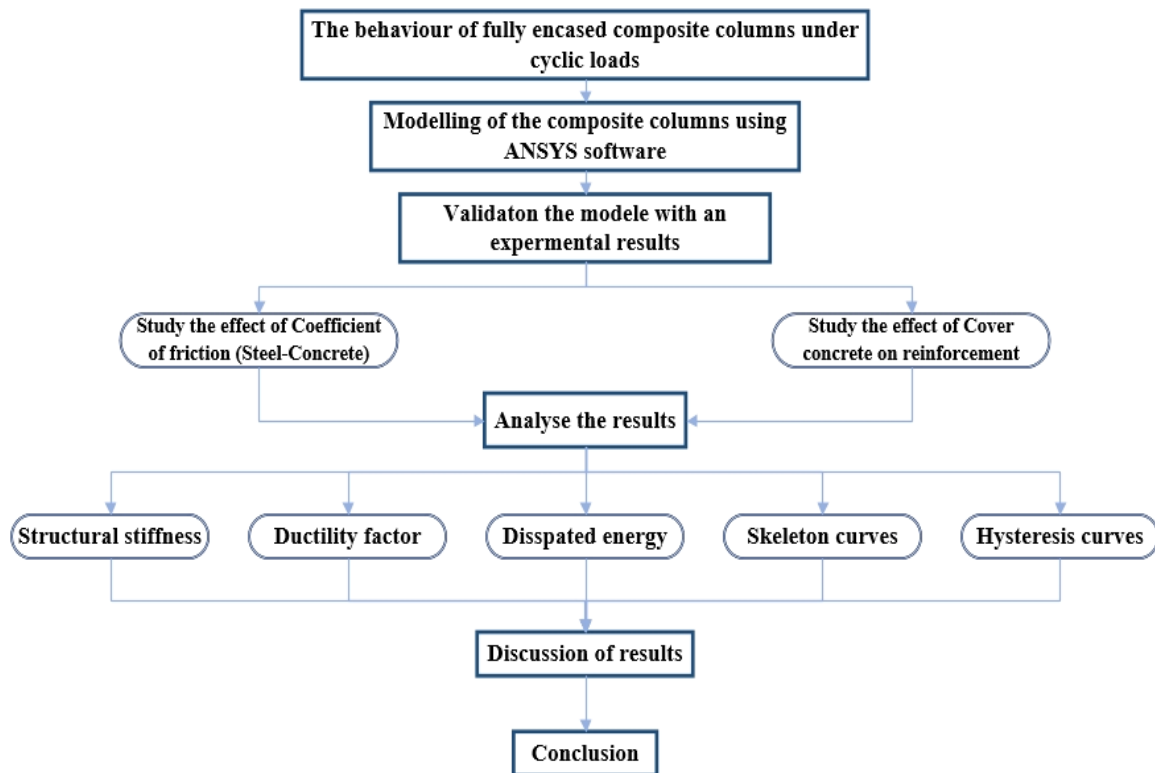 The behaviour of fully encased composite columns under
cyclic loads
Modelling of the composite columns using
ANSYS software
Validaton the modele with an
expermental results
Study the effect of Coefficient
of friction (Steel-Concrete)
Study the effect of Cover
concrete on reinforcement
Analyse the results
Structural stiffness
Ductility factor
Disspated energy
Skeleton curves
Hysteresis curves
Discussion of results
Conclusion